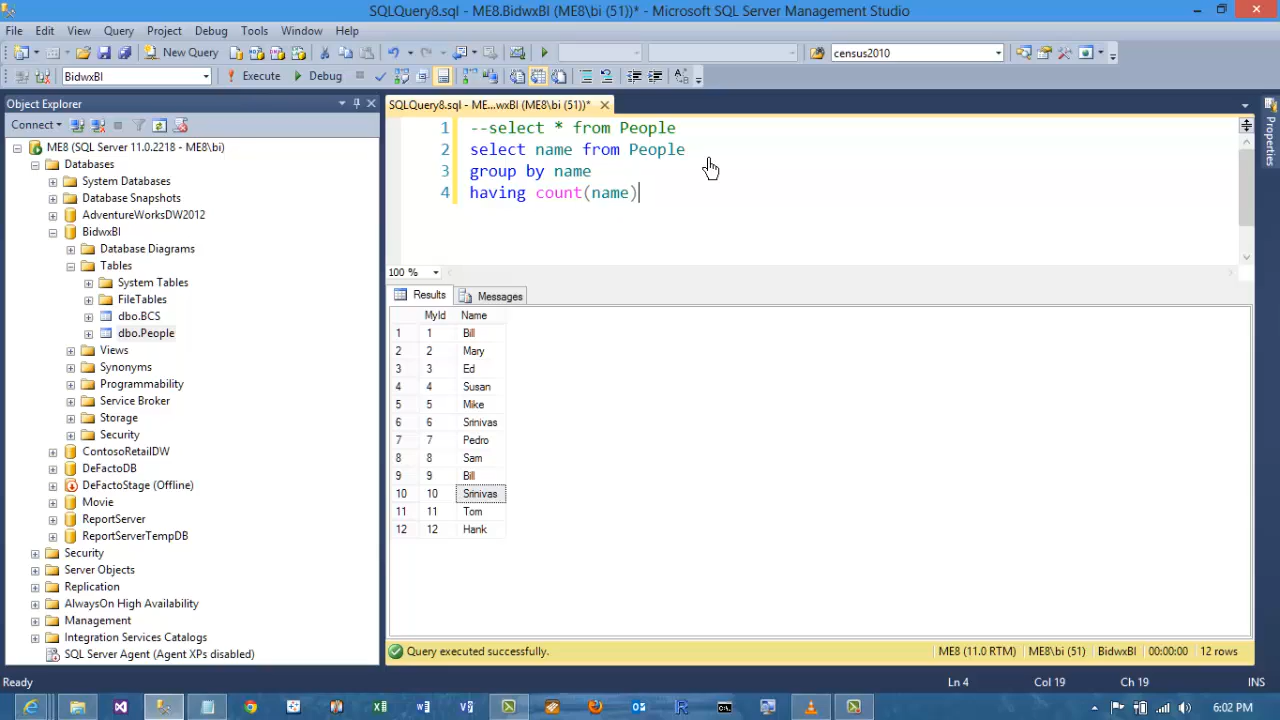 SQLQuery8.sql - ME8.BidwxBI (ME8\bi (51))* - Microsoft SQL Server Management Studio
File Edit View Query Project Debug Tools Window Help
New Query census2010
BidwxBI Execute Debug
Object Explorer
Connect
ME8 (SQL Server 11.0.2218 - ME8\bi)
Databases
System Databases
Database Snapshots
AdventureWorksDW2012
BidwxBI
Database Diagrams
Tables
System Tables
FileTables
dbo.BCS
dbo.People
Views
Synonyms
Programmability
Service Broker
Storage
Security
ContosoRetailDW
DeFactoDB
DeFactoStage (Offline)
Movie
ReportServer
ReportServerTempDB
Security
Server Objects
Replication
AlwaysOn High Availability
Management
Integration Services Catalogs
SQL Server Agent (Agent XPs disabled)
SQLQuery8.sql - ME...wxBI (ME8\bi (51))*
1 --select * from People
2 select name from People
3 group by name
4 having count(name)
100 %
Results Messages
MyId Name
1 1 Bill
2 2 Mary
3 3 Ed
4 4 Susan
5 5 Mike
6 6 Srinivas
7 7 Pedro
8 8 Sam
9 9 Bill
10 10 Srinivas
11 11 Tom
12 12 Hank
Query executed successfully. ME8 (11.0 RTM) ME8\bi (51) BidwxBI 00:00:00 12 rows
Properties
Ready Ln 4 Col 19 Ch 19 INS
6:02 PM